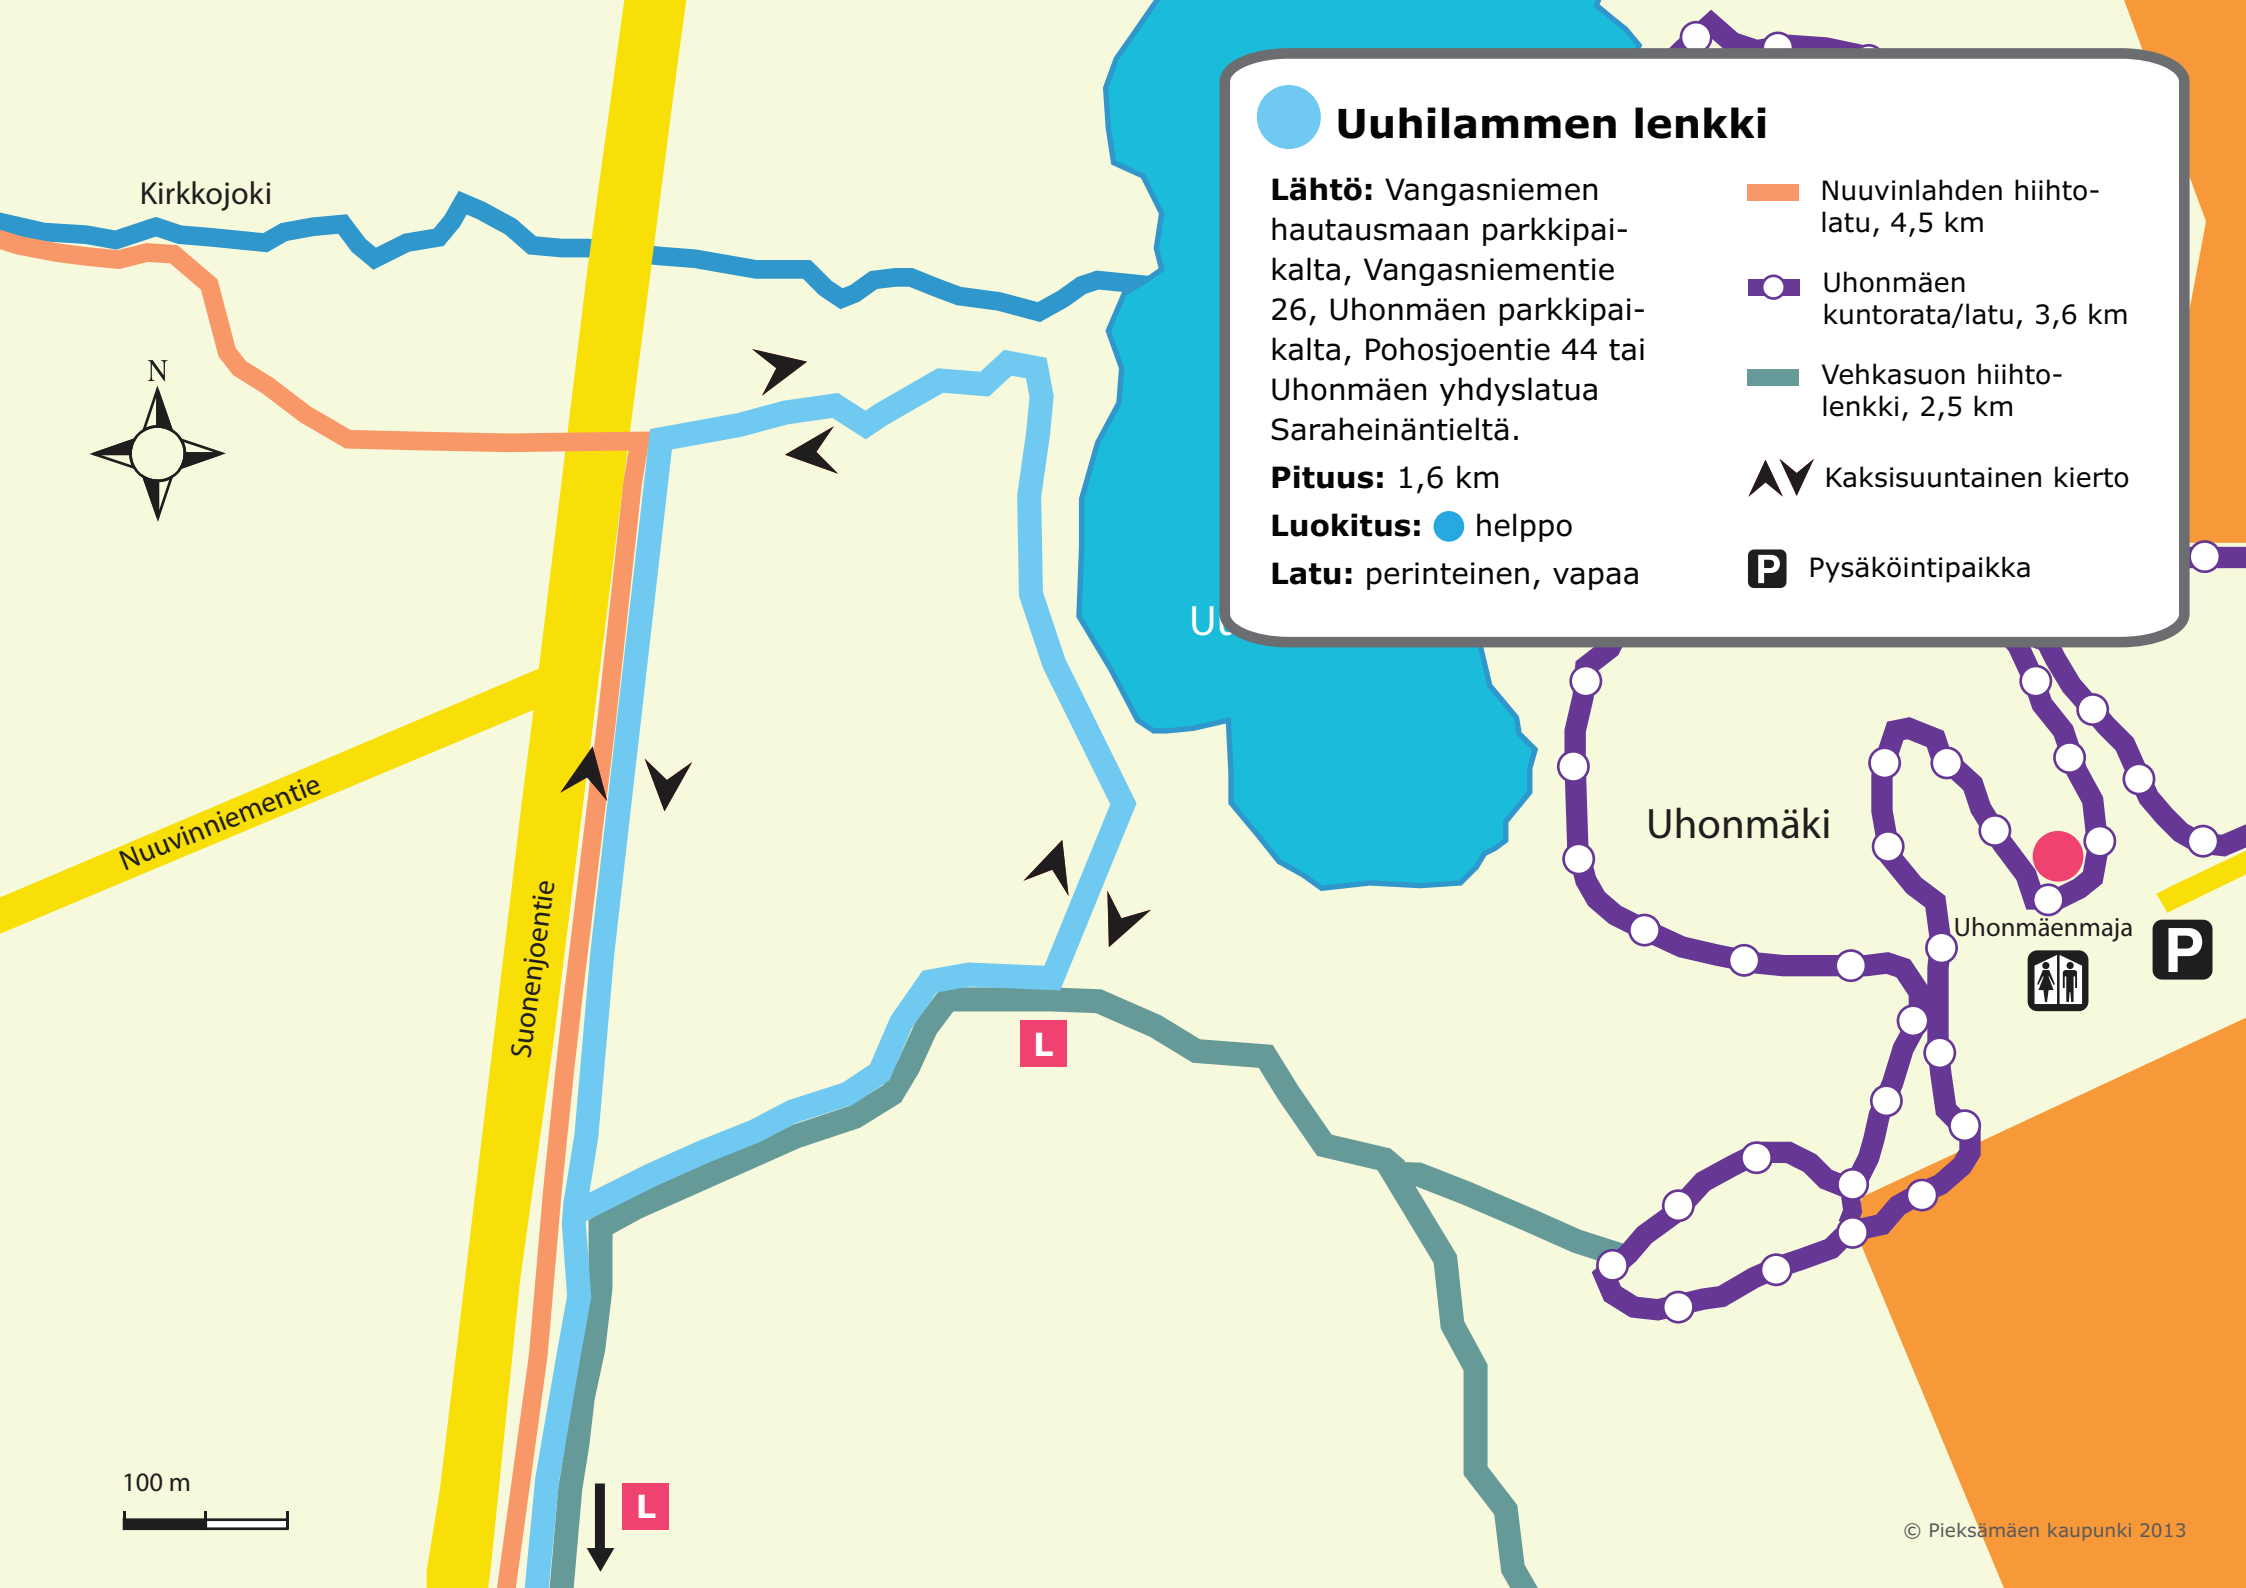 Kirkkojoki
N
Nuuvinniementie
Suonenjoentie
100 m
L
L
Uuhilammen lenkki
Lähtö: Vangasniemen
hautausmaan parkkipai-
kalta, Vangasniementie
26, Uhonmäen parkkipai-
kalta, Pohosjoentie 44 tai
Uhonmäen yhdyslatua
Saraheinäntieltä.
Pituus: 1,6 km
Luokitus: helppo
Latu: perinteinen, vapaa
Nuuvinlahden hiihto-
latu, 4,5 km
Uhonmäen
kuntorata/latu, 3,6 km
Vehkasuon hiihto-
lenkki, 2,5 km
Kaksisuuntainen kierto
P Pysäköintipaikka
Uhonmäki
Uhonmäenmaja
P
© Pieksämäen kaupunki 2013